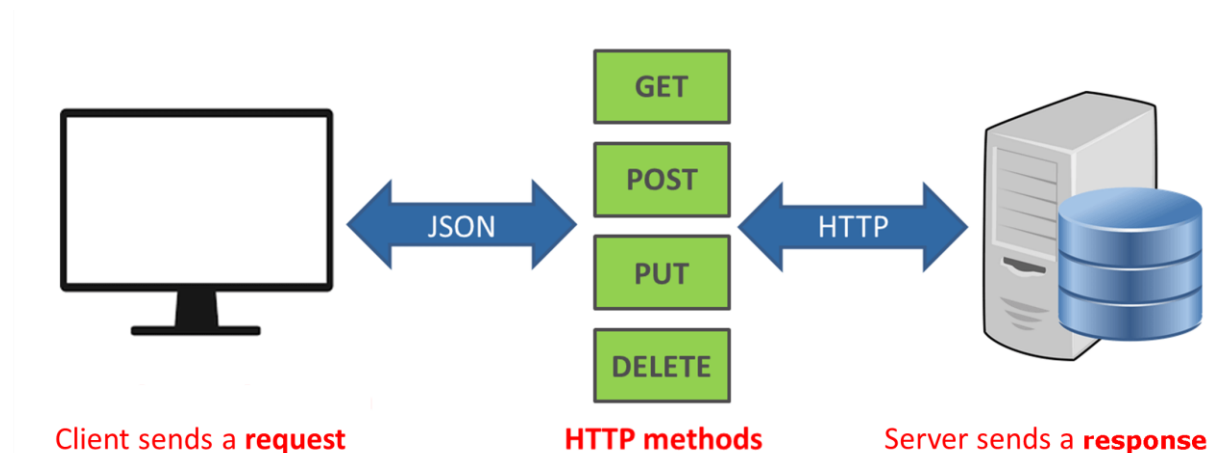 GET
POST
JSON
HTTP
PUT
DELETE
Client sends a request
HTTP methods
Server sends a response